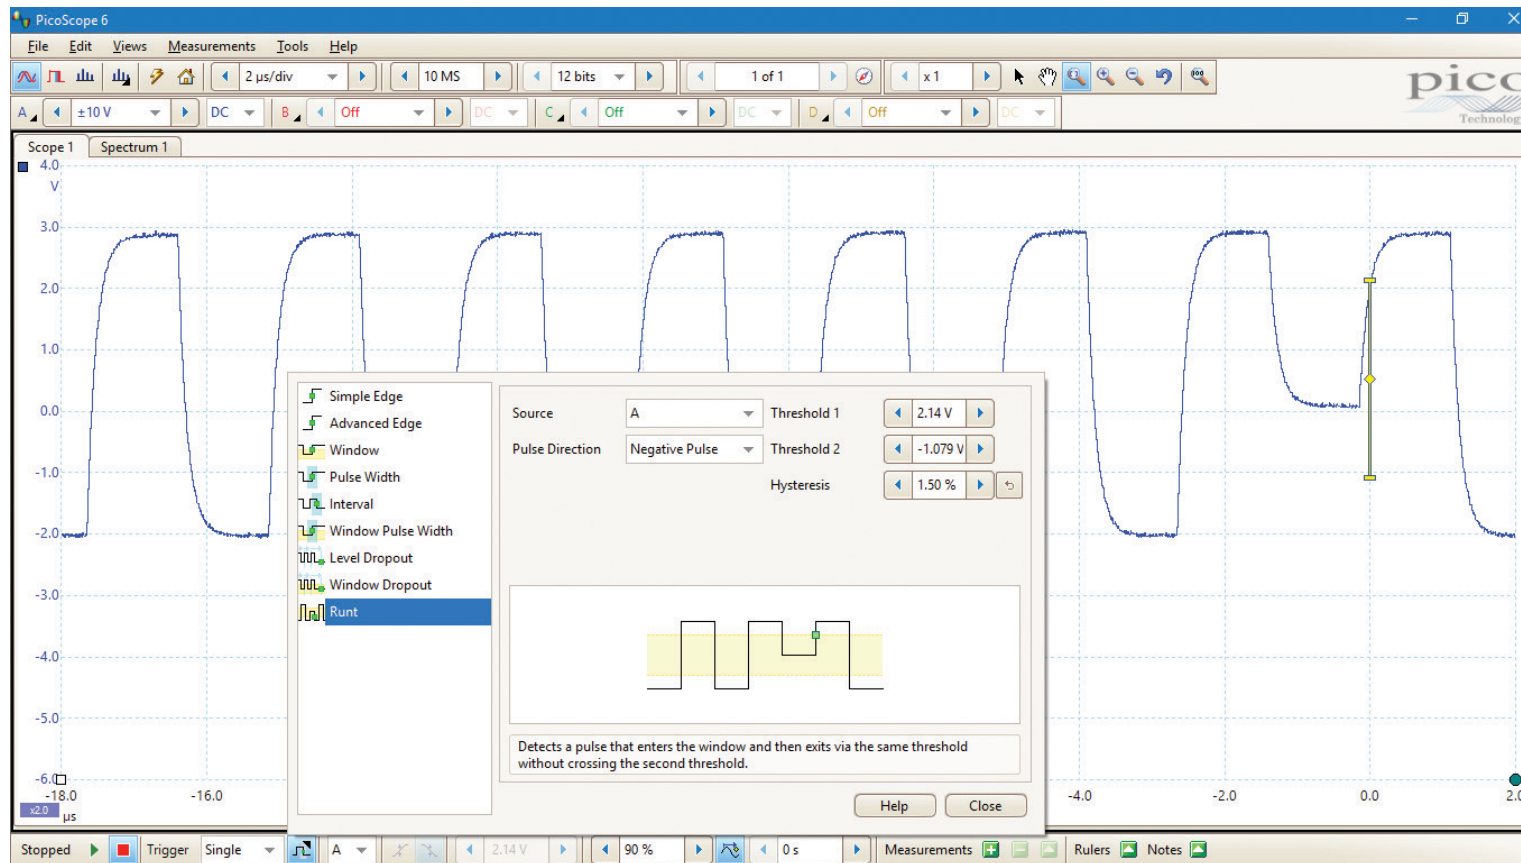 PicoScope 6
File Edit Views Measurements Tools Help
2 µs/div 10 MS 12 bits 1 of 1 x 1
pico
Technology
A ±10 V DC B Off DC C Off DC D Off DC
Scope 1 Spectrum 1
4.0
V
3.0
2.0
1.0
0.0
-1.0
-2.0
-3.0
-4.0
-5.0
-6.0
-18.0 -16.0 -4.0 -2.0 0.0 2.0
x2.0 µs
Simple Edge
Advanced Edge
Window
Pulse Width
Interval
Window Pulse Width
Level Dropout
Window Dropout
Runt
Source A Threshold 1 2.14 V
Pulse Direction Negative Pulse Threshold 2 -1.079 V
Hysteresis 1.50 %
Detects a pulse that enters the window and then exits via the same threshold
without crossing the second threshold.
Help Close
Stopped Trigger Single A 2.14 V 90 % 0 s Measurements Rulers Notes